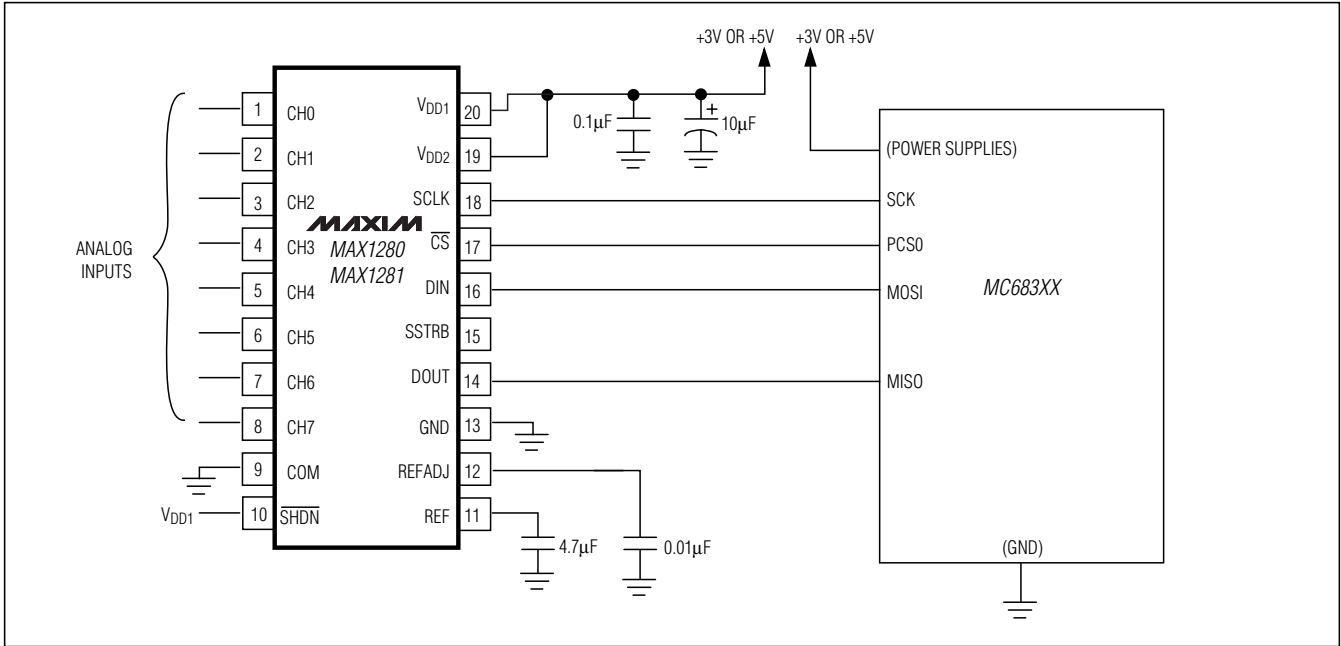 +3V OR +5V
+3V OR +5V
ANALOG
INPUTS
1 CH0
2 CH1
3 CH2
4 CH3
5 CH4
6 CH5
7 CH6
8 CH7
9 COM
VDD1 10 SHDN
MAXIM
MAX1280
MAX1281
VDD1 20
VDD2 19
SCLK 18
CS 17
DIN 16
SSTRB 15
DOUT 14
GND 13
REFADJ 12
REF 11
0.1µF
+
10µF
4.7µF
0.01µF
(POWER SUPPLIES)
SCK
PCS0
MOSI
MC683XX
MISO
(GND)